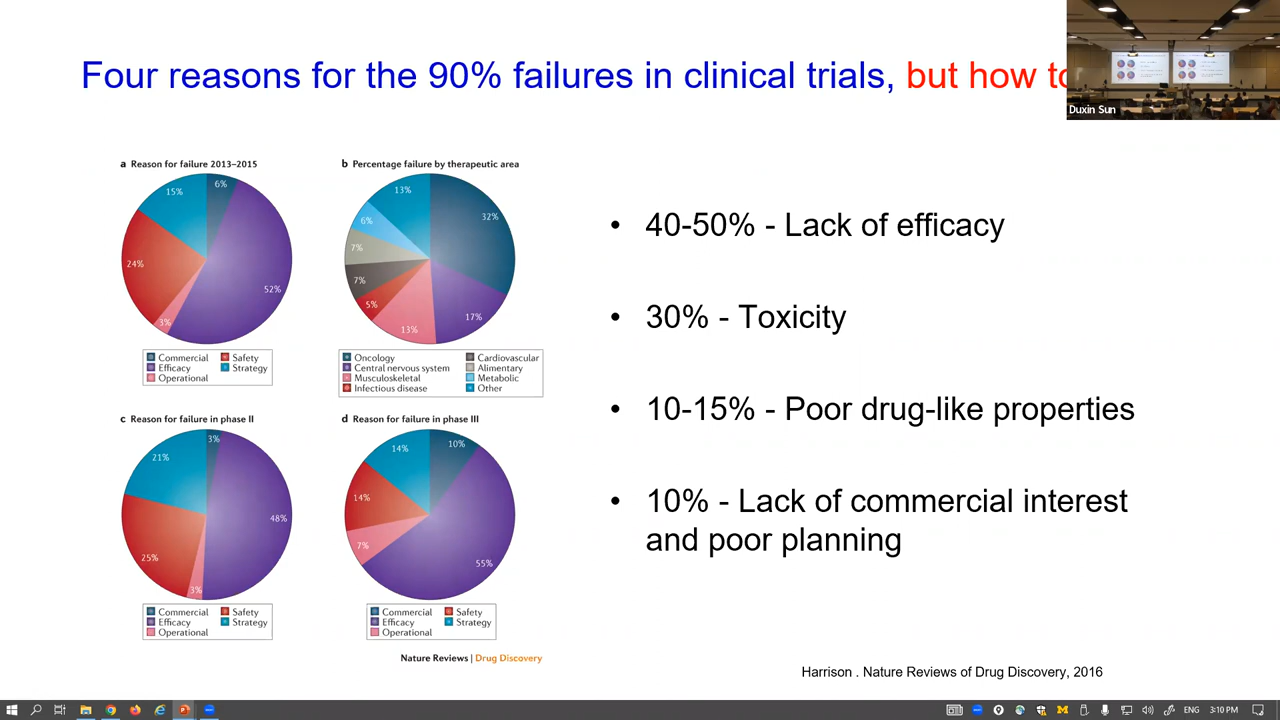 Four reasons for the 90% failures in clinical trials, but how to
Duxin Sun
a Reason for failure 2013–2015
6%
15%
24%
52%
3%
Commercial
Safety
Efficacy
Strategy
Operational
b Percentage failure by therapeutic area
13%
32%
6%
7%
7%
5%
13%
17%
Oncology
Cardiovascular
Central nervous system
Alimentary
Musculoskeletal
Metabolic
Infectious disease
Other
c Reason for failure in phase II
3%
21%
48%
25%
3%
Commercial
Safety
Efficacy
Strategy
Operational
d Reason for failure in phase III
10%
14%
14%
7%
55%
Commercial
Safety
Efficacy
Strategy
Operational
Nature Reviews | Drug Discovery
• 40-50% - Lack of efficacy
• 30% - Toxicity
• 10-15% - Poor drug-like properties
• 10% - Lack of commercial interest
and poor planning
Harrison . Nature Reviews of Drug Discovery, 2016
ENG 3:10 PM